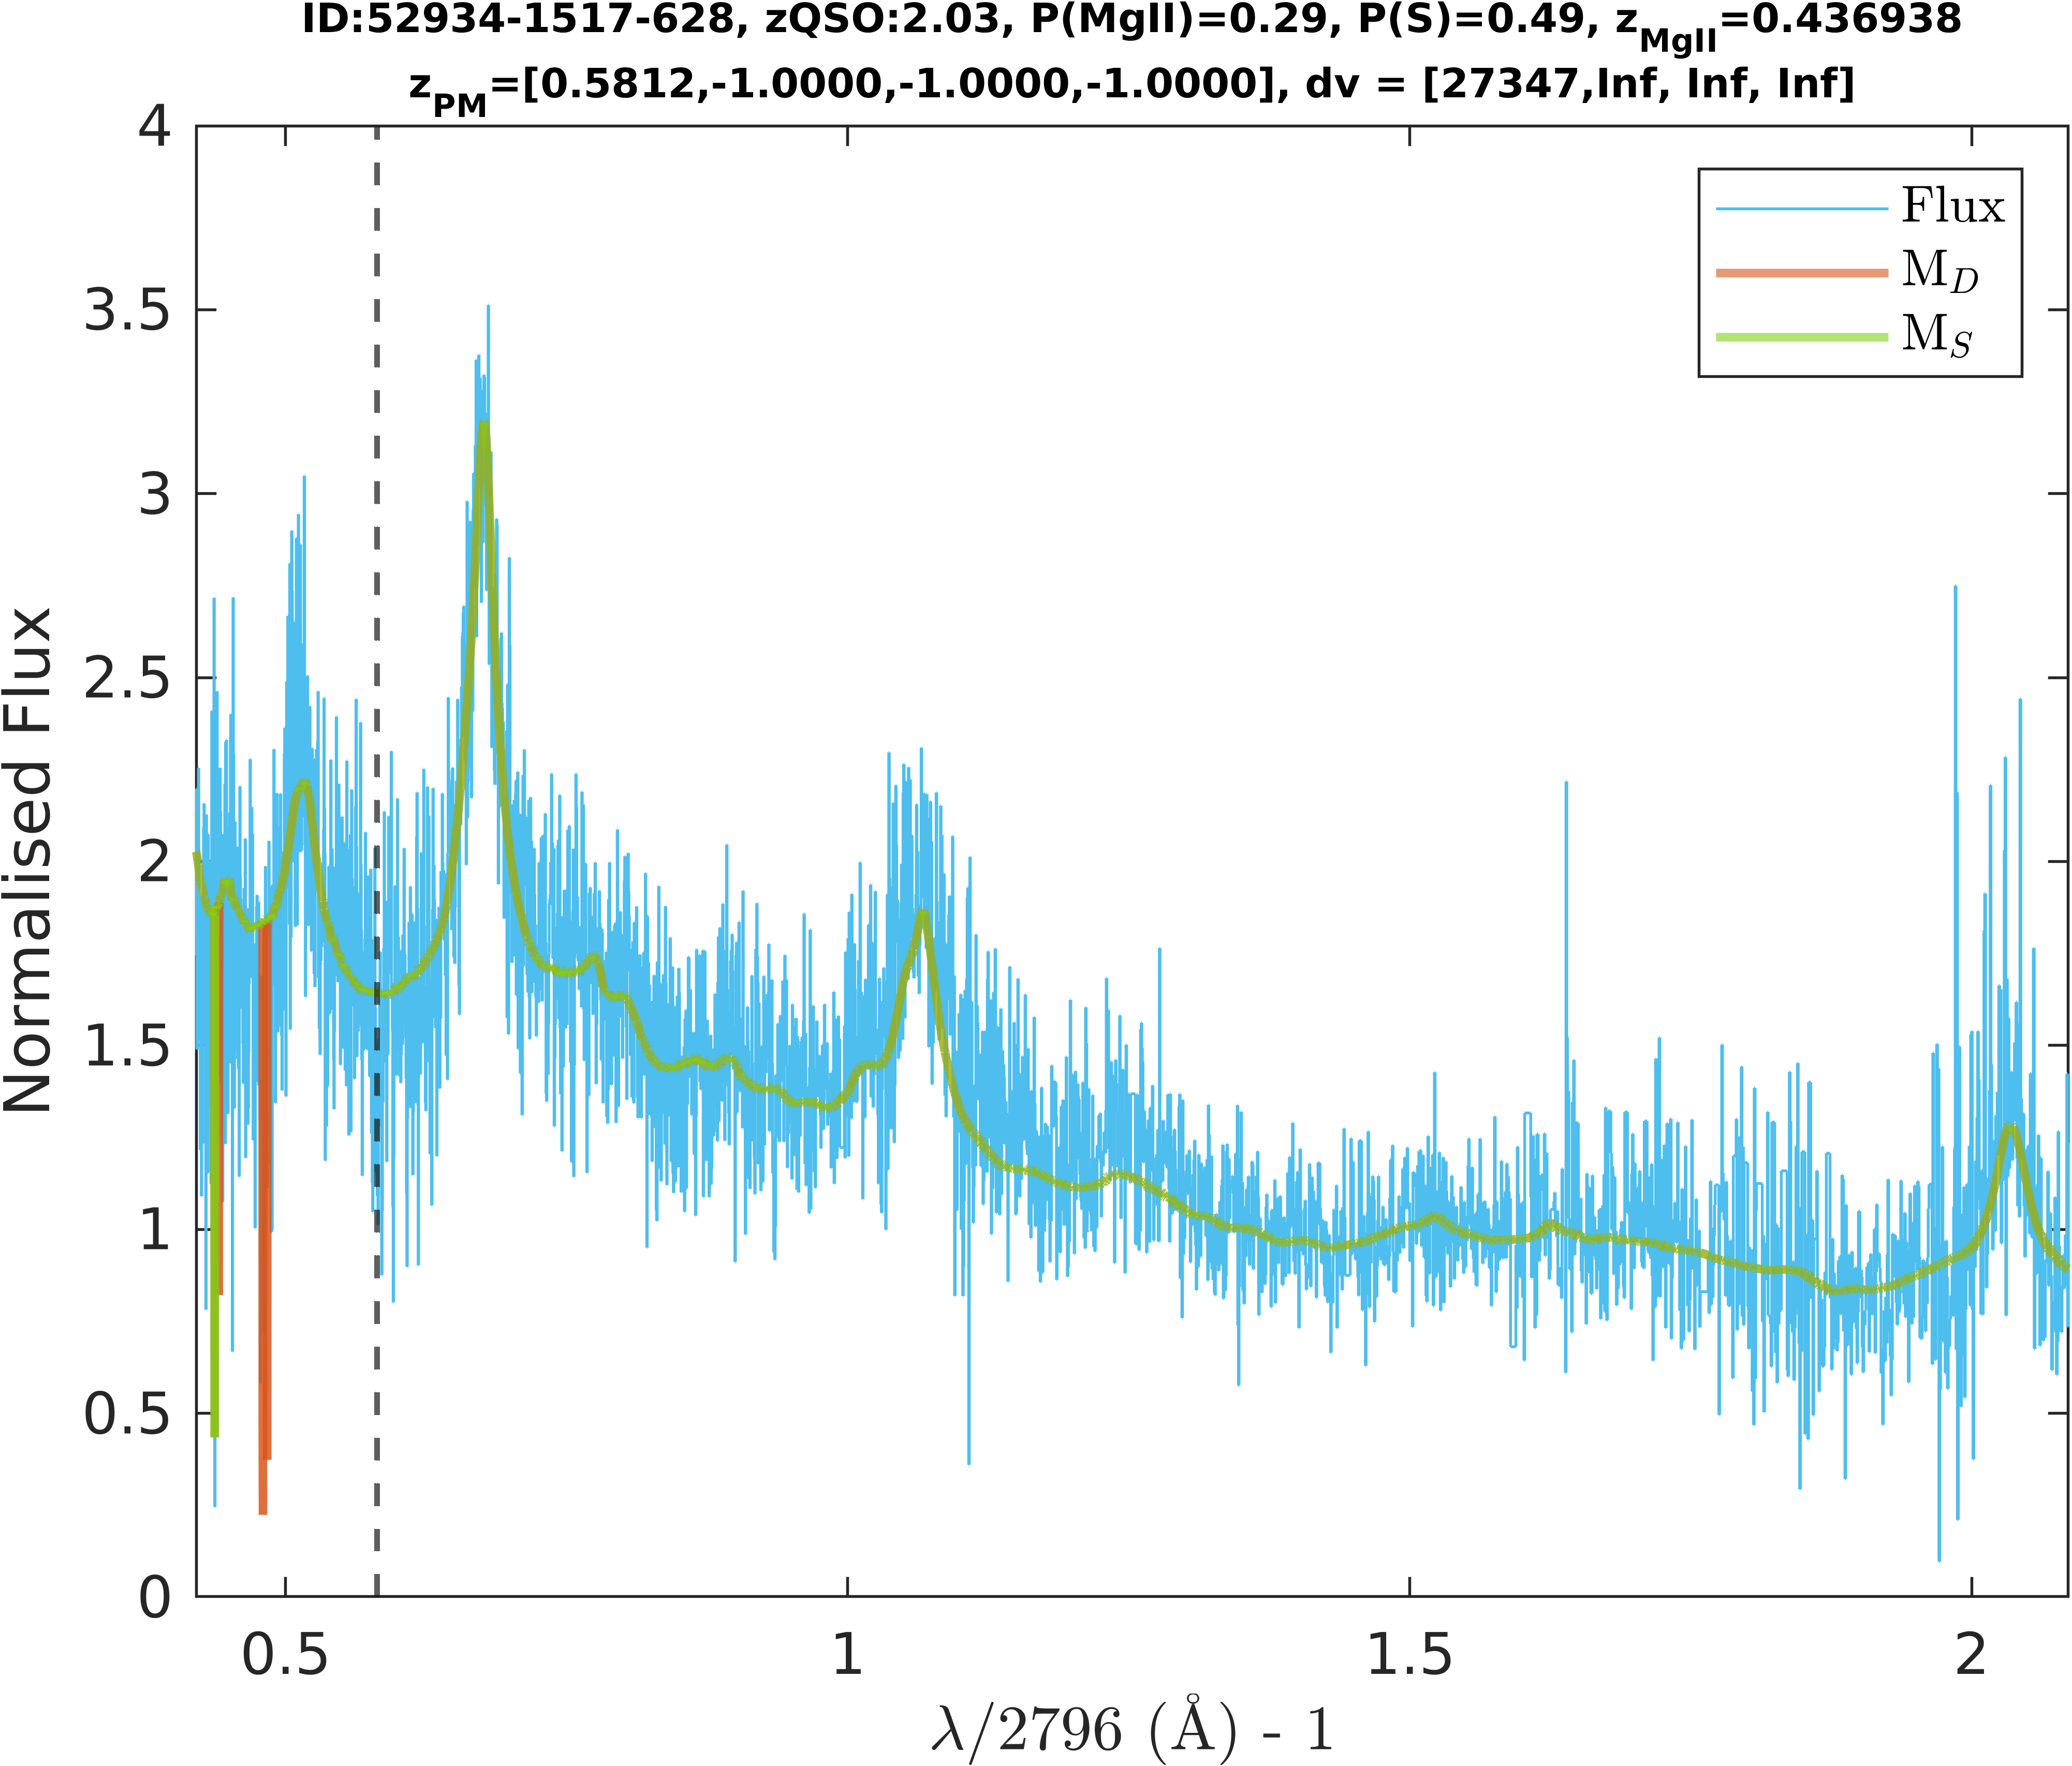 ID:52934-1517-628, zQSO:2.03, P(MgII)=0.29, P(S)=0.49, zMgII=0.436938
zPM=[0.5812,-1.0000,-1.0000,-1.0000], dv = [27347,Inf, Inf, Inf]
4
3.5
3
2.5
2
1.5
1
0.5
0
Normalised Flux
Flux
MD
MS
0.5
1
1.5
2
λ/2796 (Å) - 1